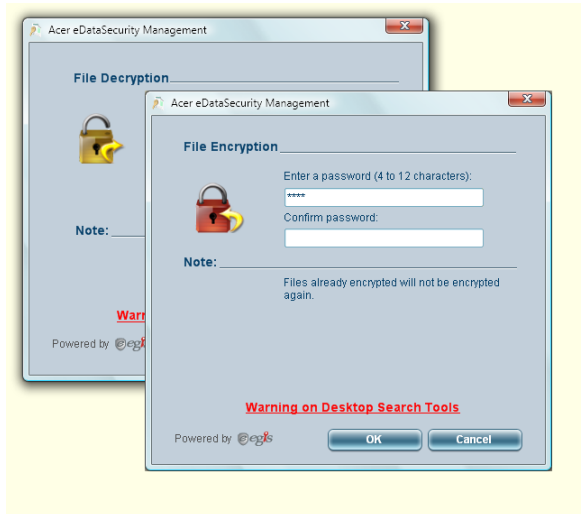 Acer eDataSecurity Management
File Decryption
Note:
Powered by egis
Acer eDataSecurity Management
File Encryption
Enter a password (4 to 12 characters):
****
Confirm password:
Note:
Files already encrypted will not be encrypted
again.
Warning on Desktop Search Tools
Powered by egis
OK
Cancel